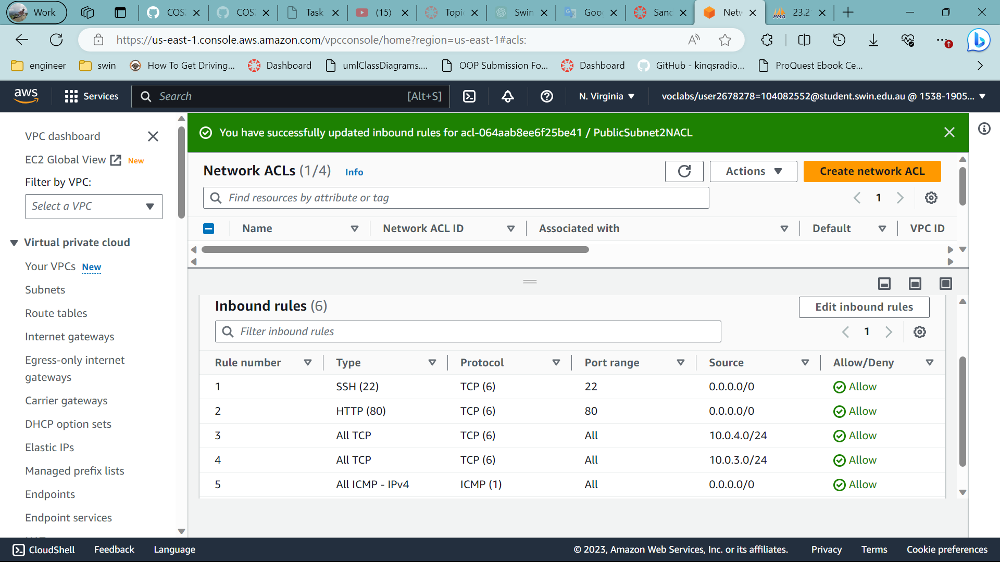 Work
COS
COS
Task
(15)
Topi
Swin
Goo
Sanc
Netw
23.2
https://us-east-1.console.aws.amazon.com/vpcconsole/home?region=us-east-1#acls:
engineer
swin
How To Get Driving...
Dashboard
umlClassDiagrams....
OOP Submission Fo...
Dashboard
GitHub - kinqsradio...
ProQuest Ebook Ce...
aws
Services
Search
[Alt+S]
N. Virginia
voclabs/user2678278=104082552@student.swin.edu.au @ 1538-1905...
VPC dashboard
EC2 Global View New
Filter by VPC:
Select a VPC
Virtual private cloud
Your VPCs New
Subnets
Route tables
Internet gateways
Egress-only internet
gateways
Carrier gateways
DHCP option sets
Elastic IPs
Managed prefix lists
Endpoints
Endpoint services
You have successfully updated inbound rules for acl-064aab8ee6f25be41 / PublicSubnet2NACL
Network ACLs (1/4) Info
Actions
Create network ACL
Find resources by attribute or tag
1
Name Network ACL ID Associated with Default VPC ID
Inbound rules (6)
Edit inbound rules
Filter inbound rules
1
Rule number Type Protocol Port range Source Allow/Deny
1 SSH (22) TCP (6) 22 0.0.0.0/0 Allow
2 HTTP (80) TCP (6) 80 0.0.0.0/0 Allow
3 All TCP TCP (6) All 10.0.4.0/24 Allow
4 All TCP TCP (6) All 10.0.3.0/24 Allow
5 All ICMP - IPv4 ICMP (1) All 0.0.0.0/0 Allow
CloudShell Feedback Language
© 2023, Amazon Web Services, Inc. or its affiliates. Privacy Terms Cookie preferences